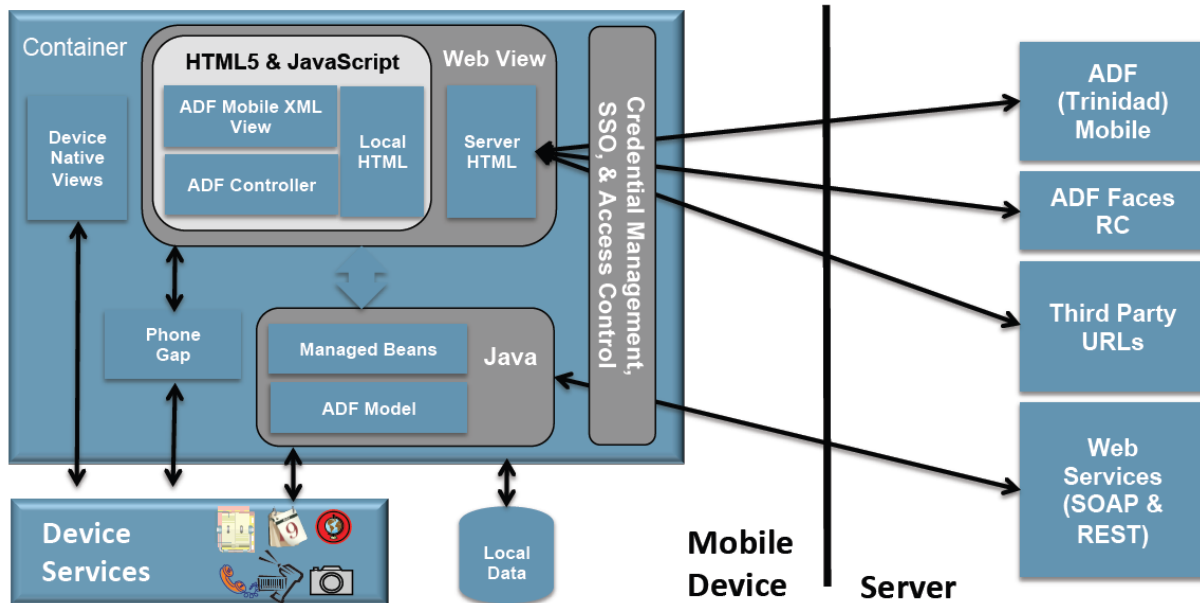 Container
HTML5 & JavaScript
Web View
ADF Mobile XML
View
ADF Controller
Local
HTML
Server
HTML
Device
Native
Views
Credential Management,
SSO, & Access Control
Phone
Gap
Managed Beans
ADF Model
Java
Device
Services
9
Local
Data
Mobile
Device
Server
ADF
(Trinidad)
Mobile
ADF Faces
RC
Third Party
URLs
Web
Services
(SOAP &
REST)